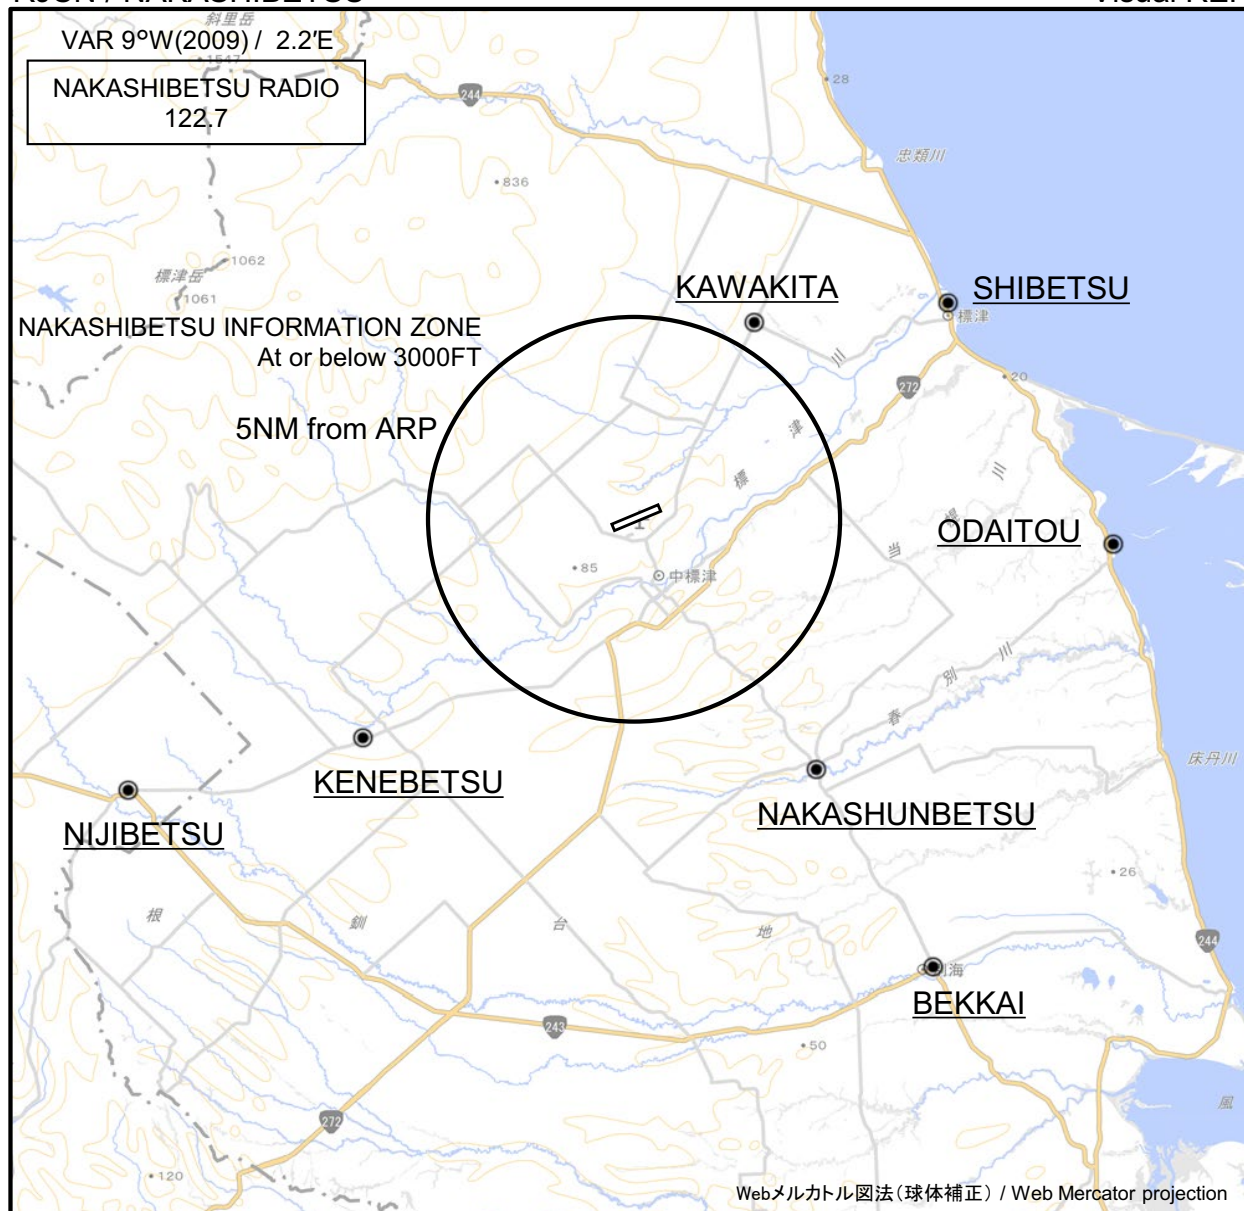 斜里岳
VAR 9°W(2009) / 2.2'E
1547
NAKASHIBETSU RADIO
122.7
244
28
忠類川
836
1062
標津岳
1061
KAWAKITA
SHIBETSU
標津
NAKASHIBETSU INFORMATION ZONE
At or below 3000FT
川
272
20
5NM from ARP
津
標
川
幌
当
ODAITOU
85
中標津
川
別
春
床丹川
KENEBETSU
NIJIBETSU
NAKASHUNBETSU
26
根
釧
台
地
244
BEKKAI
243
50
272
風
120
Webメルカトル図法(球体補正) / Web Mercator projection